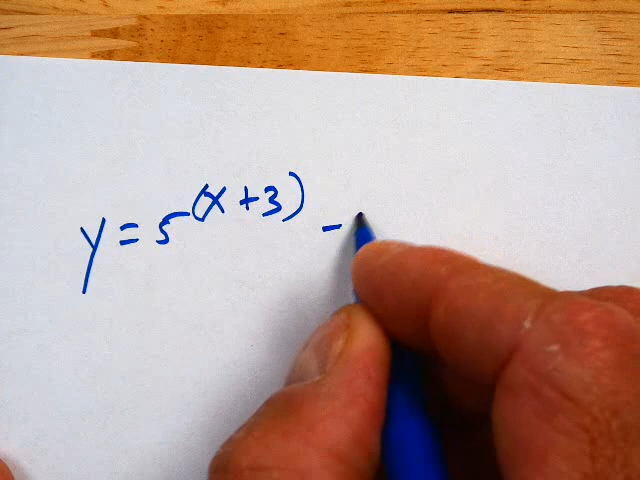 y = 5^(x + 3) -